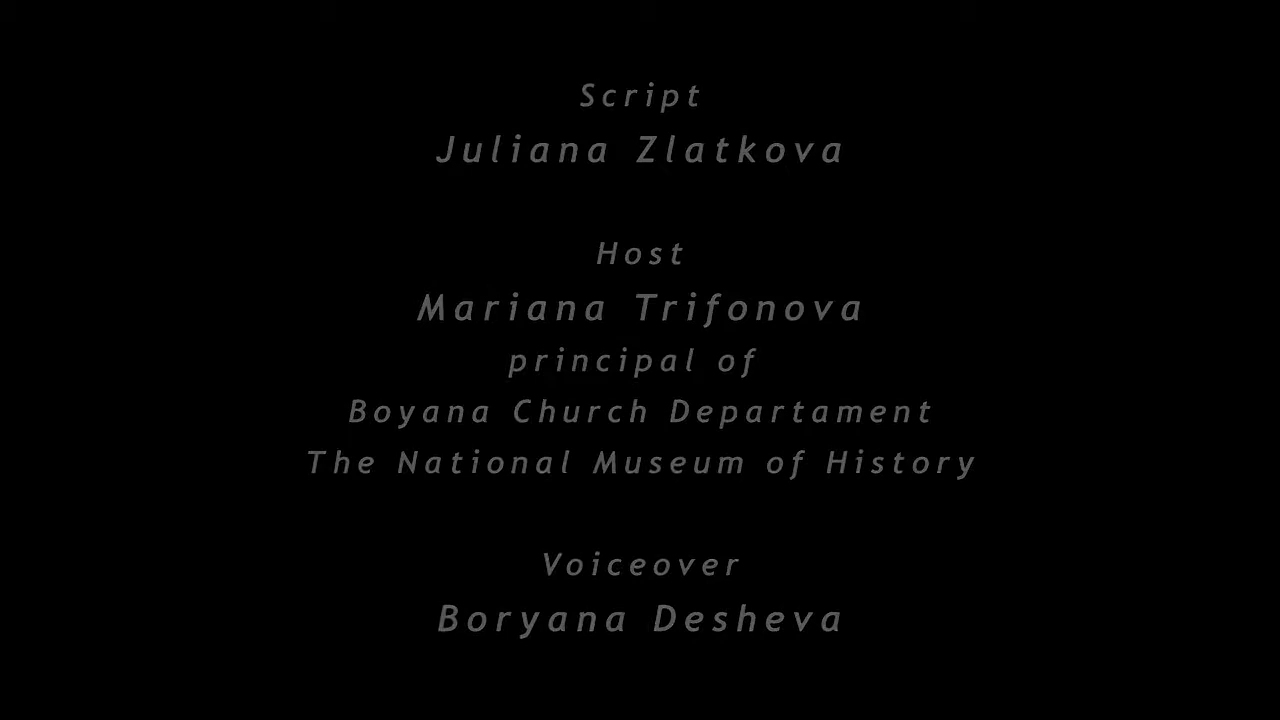 Script
Juliana Zlatkova
Host
Mariana Trifonova
principal of
Boyana Church Departament
The National Museum of History
Voiceover
Boryana Desheva